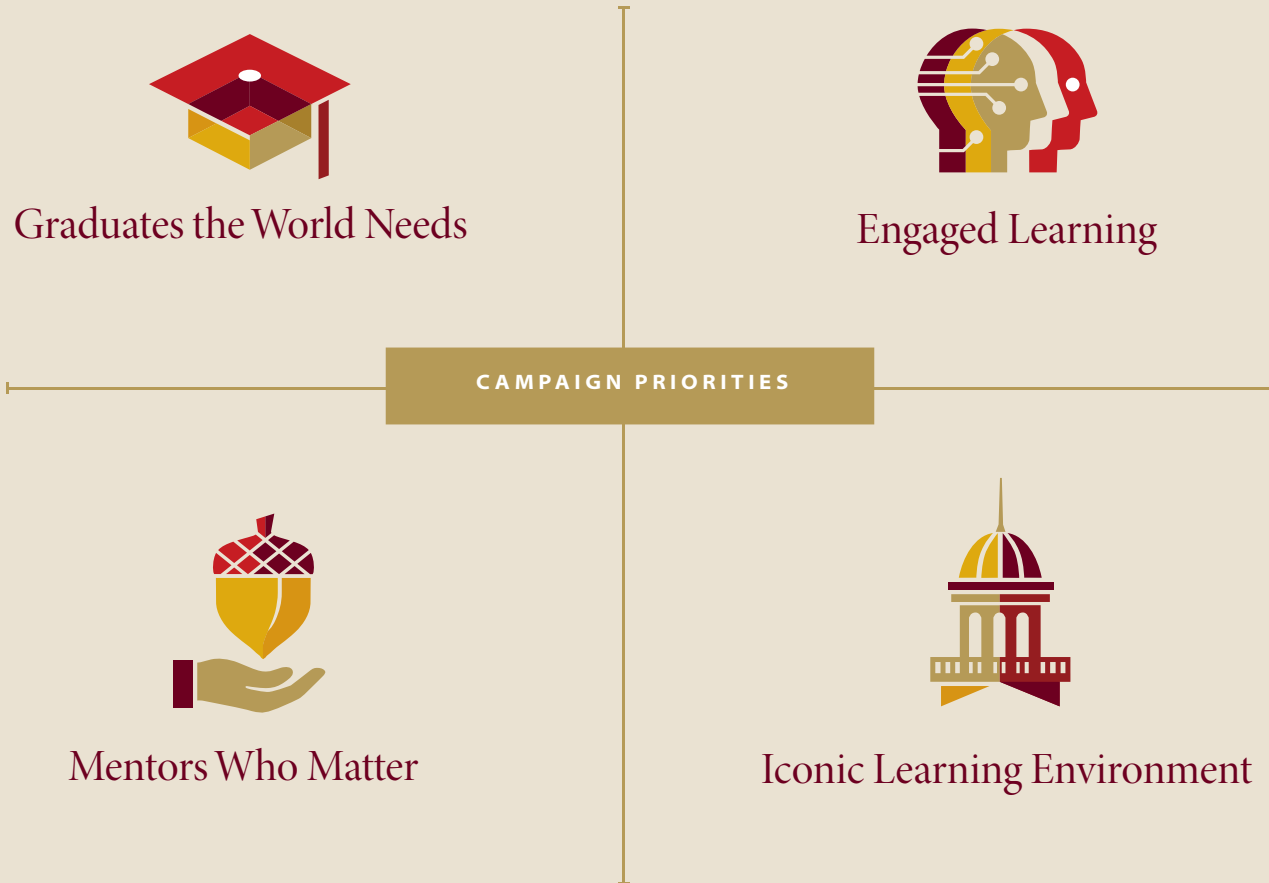 Graduates the World Needs
Engaged Learning
CAMPAIGN PRIORITIES
Mentors Who Matter
Iconic Learning Environment